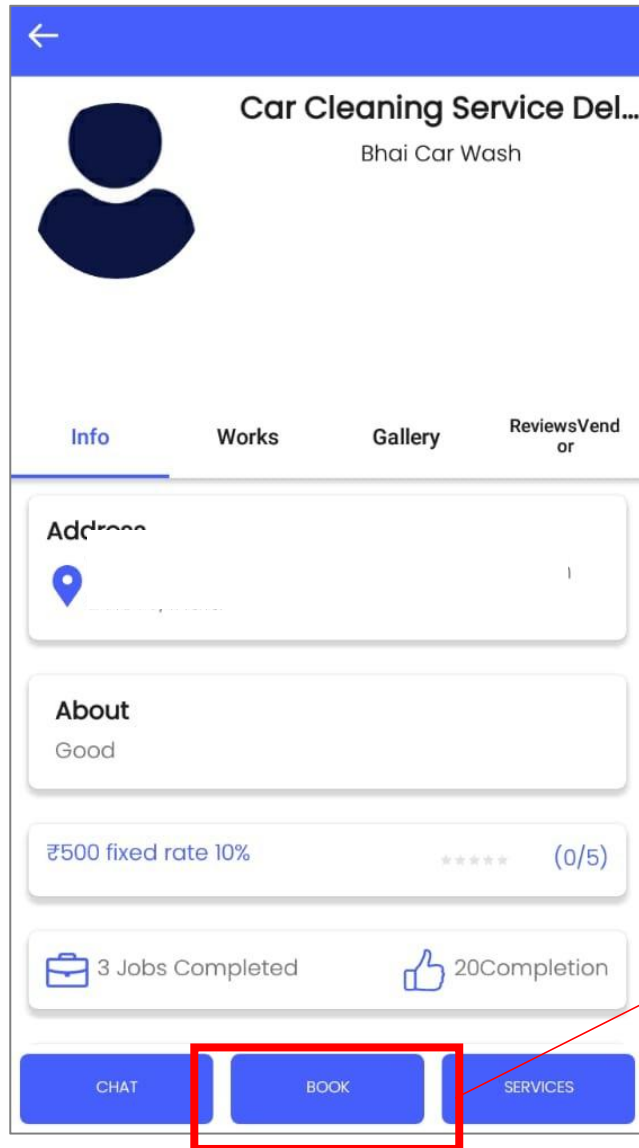 Car Cleaning Service Del...
Bhai Car Wash
Info
Works
Gallery
ReviewsVend
or
Address
About
Good
₹500 fixed rate 10%
(0/5)
3 Jobs Completed
20Completion
CHAT
BOOK
SERVICES